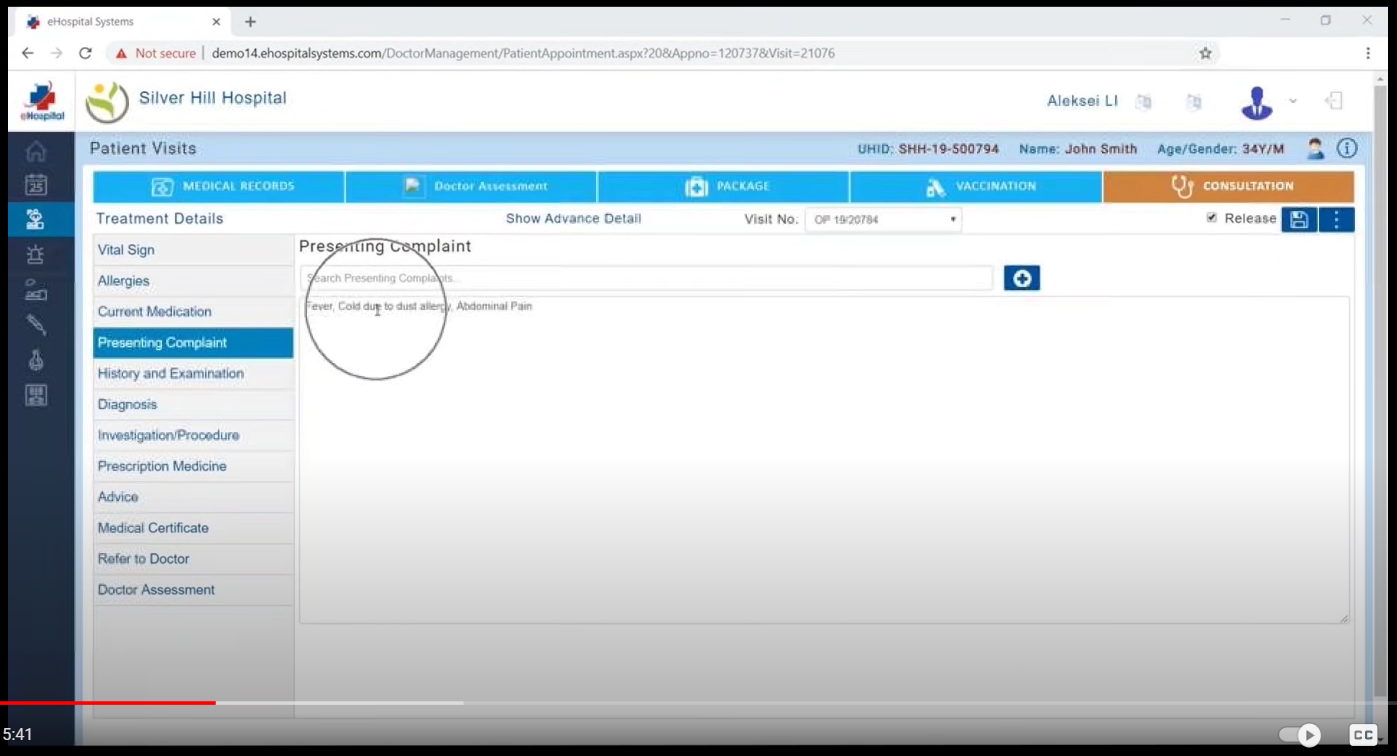 eHospital Systems
Not secure | demo14.ehospitalsystems.com/DoctorManagement/PatientAppointment.aspx?20&Appno=120737&Visit=21076
eHospital
Silver Hill Hospital
Aleksei LI
25
Patient Visits
UHID: SHH-19-500794 Name: John Smith Age/Gender: 34Y/M
MEDICAL RECORDS Doctor Assessment PACKAGE VACCINATION CONSULTATION
Treatment Details Show Advance Detail Visit No: OP 19/20784 Release
Vital Sign
Allergies
Current Medication
Presenting Complaint
History and Examination
Diagnosis
Investigation/Procedure
Prescription Medicine
Advice
Medical Certificate
Refer to Doctor
Doctor Assessment
Presenting Complaint
Search Presenting Complaints..
Fever, Cold due to dust allergy, Abdominal Pain
5:41
CC